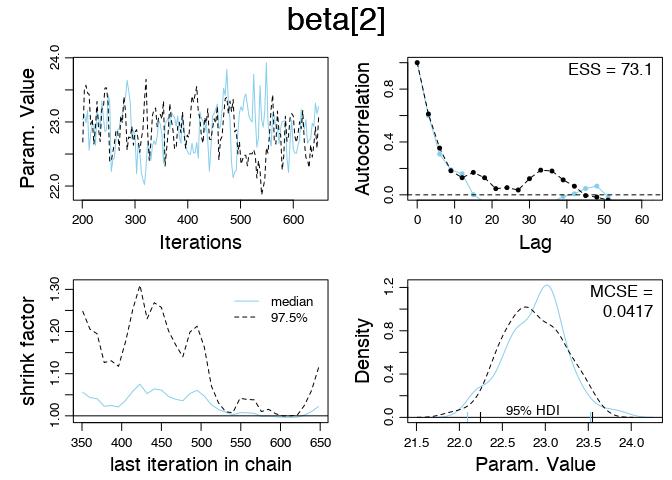 beta[2]
24.0
23.0
22.0
Param. Value
200 300 400 500 600
Iterations
ESS = 73.1
0.8
0.4
0.0
Autocorrelation
0 10 20 30 40 50 60
Lag
1.30
1.20
1.10
1.00
shrink factor
median
97.5%
350 400 450 500 550 600 650
last iteration in chain
MCSE =
0.0417
1.2
0.8
0.4
0.0
Density
95% HDI
21.5 22.0 22.5 23.0 23.5 24.0
Param. Value